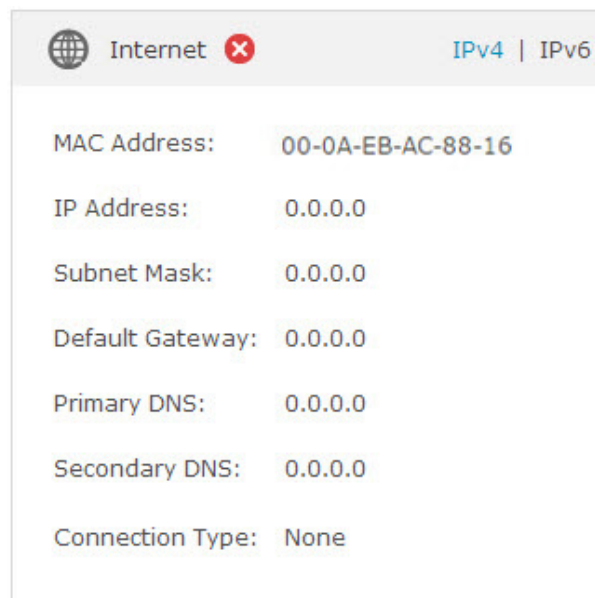 Internet IPv4 | IPv6
MAC Address: 00-0A-EB-AC-88-16
IP Address: 0.0.0.0
Subnet Mask: 0.0.0.0
Default Gateway: 0.0.0.0
Primary DNS: 0.0.0.0
Secondary DNS: 0.0.0.0
Connection Type: None